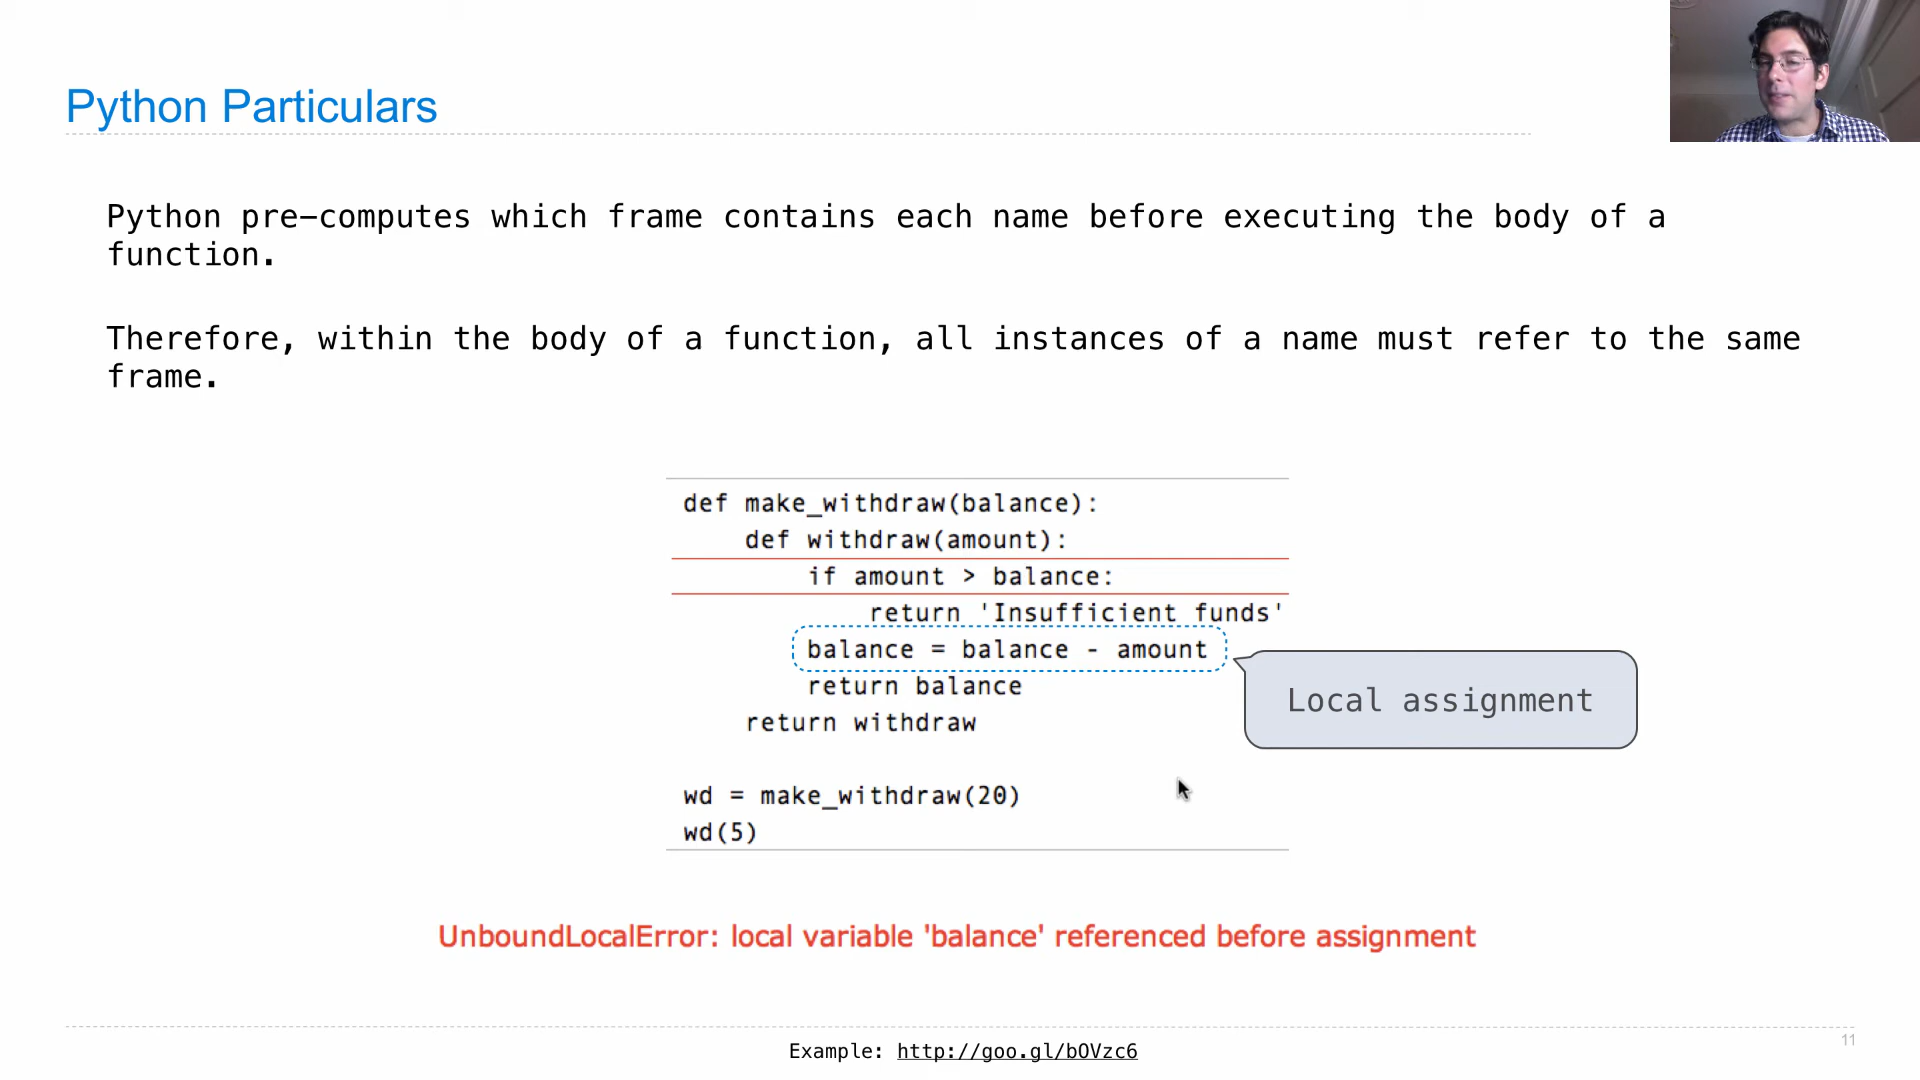 Python Particulars
Python pre-computes which frame contains each name before executing the body of a
function.
Therefore, within the body of a function, all instances of a name must refer to the same
frame.
def make_withdraw(balance):
    def withdraw(amount):
        if amount > balance:
            return 'Insufficient funds'
        balance = balance - amount
        return balance
    return withdraw
Local assignment
wd = make_withdraw(20)
wd(5)
UnboundLocalError: local variable 'balance' referenced before assignment
Example: http://goo.gl/bOVzc6
11